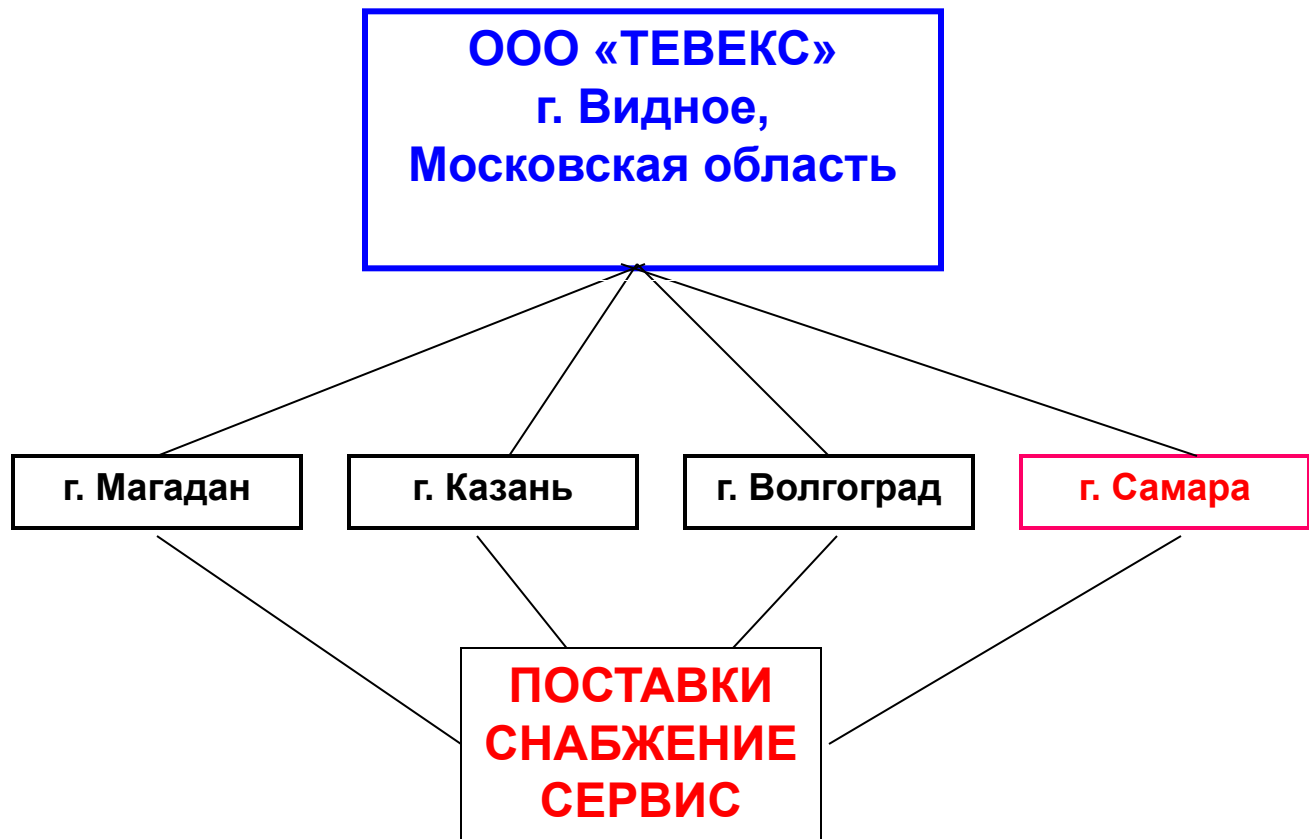 ООО «ТЕВЕКС»
г. Видное,
Московская область
г. Магадан
г. Казань
г. Волгоград
г. Самара
ПОСТАВКИ
СНАБЖЕНИЕ
СЕРВИС